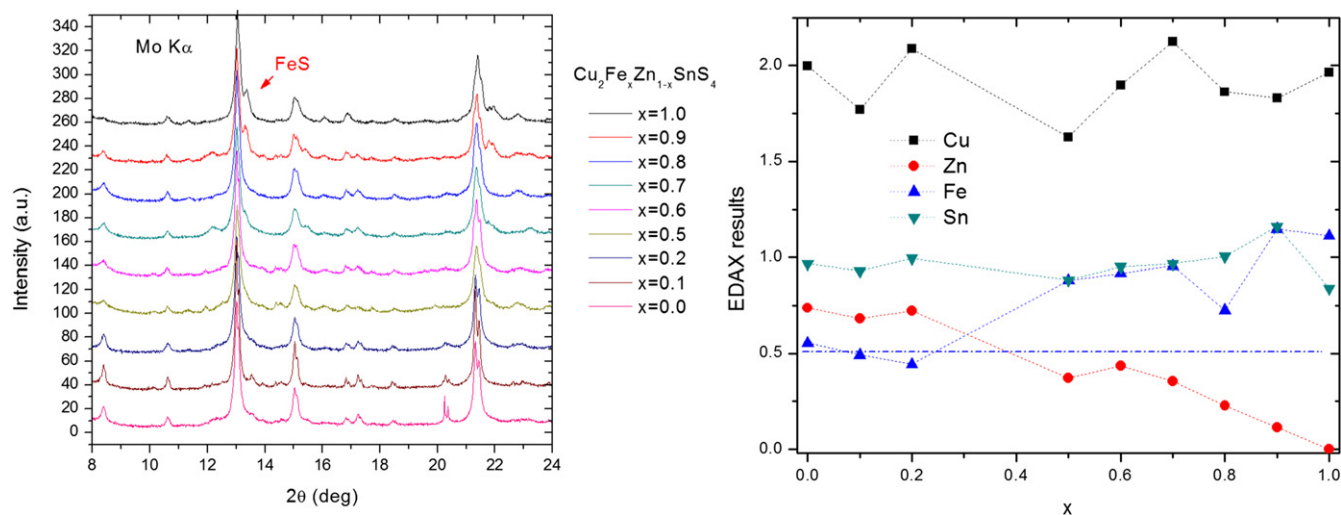 350
340
320
300
280
260
240
220
200
180
160
140
120
100
80
60
40
20
0
Intensity (a.u.)
Mo Kα
FeS
8 10 12 14 16 18 20 22 24
2θ (deg)
Cu₂FeₓZn₁₋ₓSnS₄
x=1.0
x=0.9
x=0.8
x=0.7
x=0.6
x=0.5
x=0.2
x=0.1
x=0.0
2.0
1.5
1.0
0.5
0.0
EDAX results
Cu
Zn
Fe
Sn
0.0 0.2 0.4 0.6 0.8 1.0
x